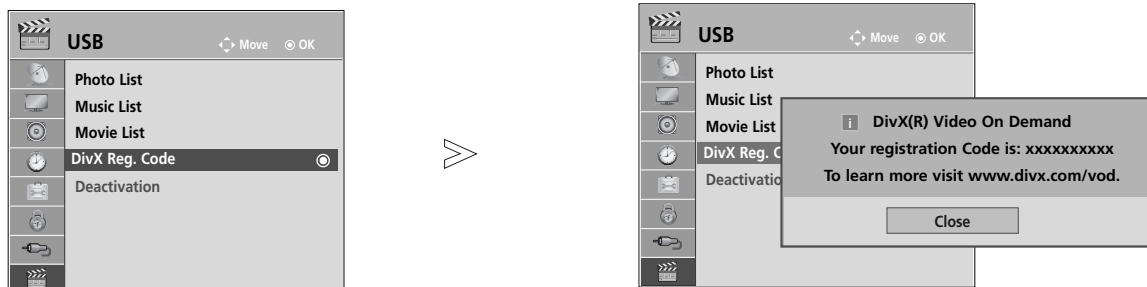 USB
Move OK
Photo List
Music List
Movie List
DivX Reg. Code
Deactivation
USB
Move OK
Photo List
Music List
Movie List
DivX Reg. C
Deactivatio
i DivX(R) Video On Demand
Your registration Code is: xxxxxxxxxx
To learn more visit www.divx.com/vod.
Close